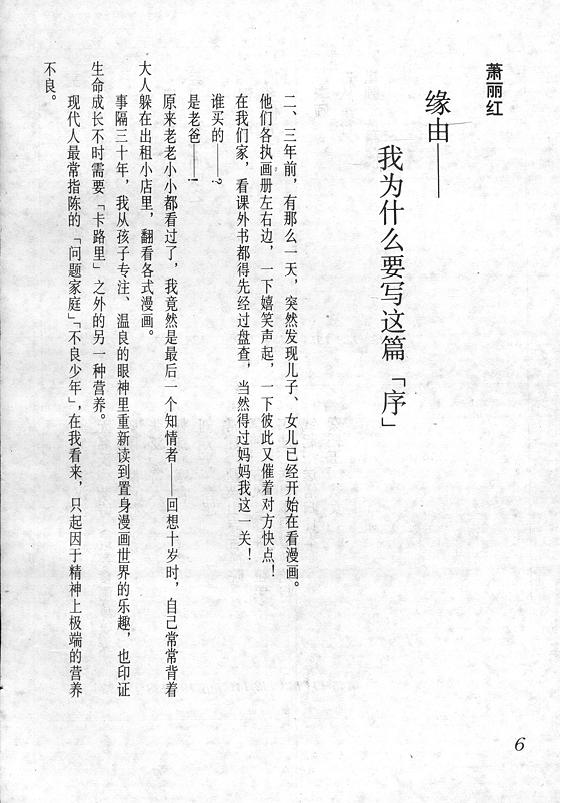 萧丽红
缘由——
我为什么要写这篇「序」
二、三年前，有那么一天，突然发现儿子、女儿已经开始在看漫画。
他们各执画册左右边，一下嬉笑声起，一下彼此又催着对方快点！
在我们家，看课外书都得先经过盘查，当然得过妈妈我这一关！
谁买的——?
是老爸——!
原来老老小小都看过了，我竟然是最后一个知情者——回想十岁时，自己常常背着
大人躲在出租小店里，翻看各式漫画。
事隔三十年，我从孩子专注、温良的眼神里重新读到置身漫画世界的乐趣，也印证
生命成长不时需要「卡路里」之外的另一种营养。
现代人最常指陈的「问题家庭」「不良少年」，在我看来，只起因于精神上极端的营养
不良。
6